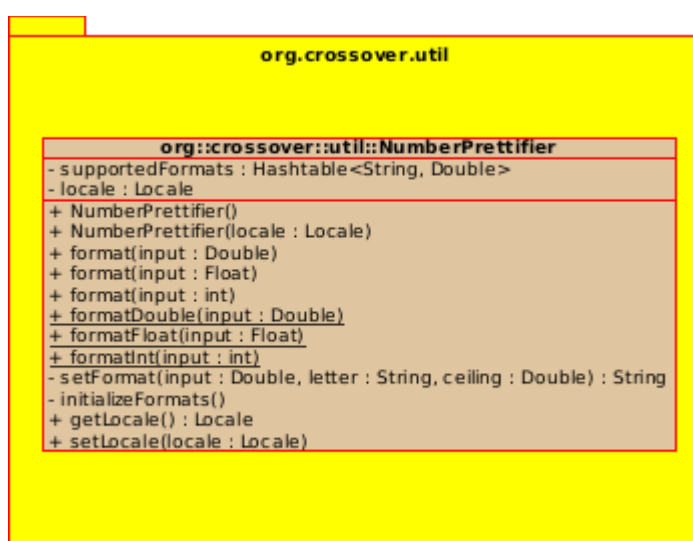 org.crossover.util
org::crossover::util::NumberPrettifier
- supportedFormats : Hashtable<String, Double>
- locale : Locale
+ NumberPrettifier()
+ NumberPrettifier(locale : Locale)
+ format(input : Double)
+ format(input : Float)
+ format(input : int)
+ formatDouble(input : Double)
+ formatFloat(input : Float)
+ formatInt(input : int)
- setFormat(input : Double, letter : String, ceiling : Double) : String
- initializeFormats()
+ getLocale() : Locale
+ setLocale(locale : Locale)